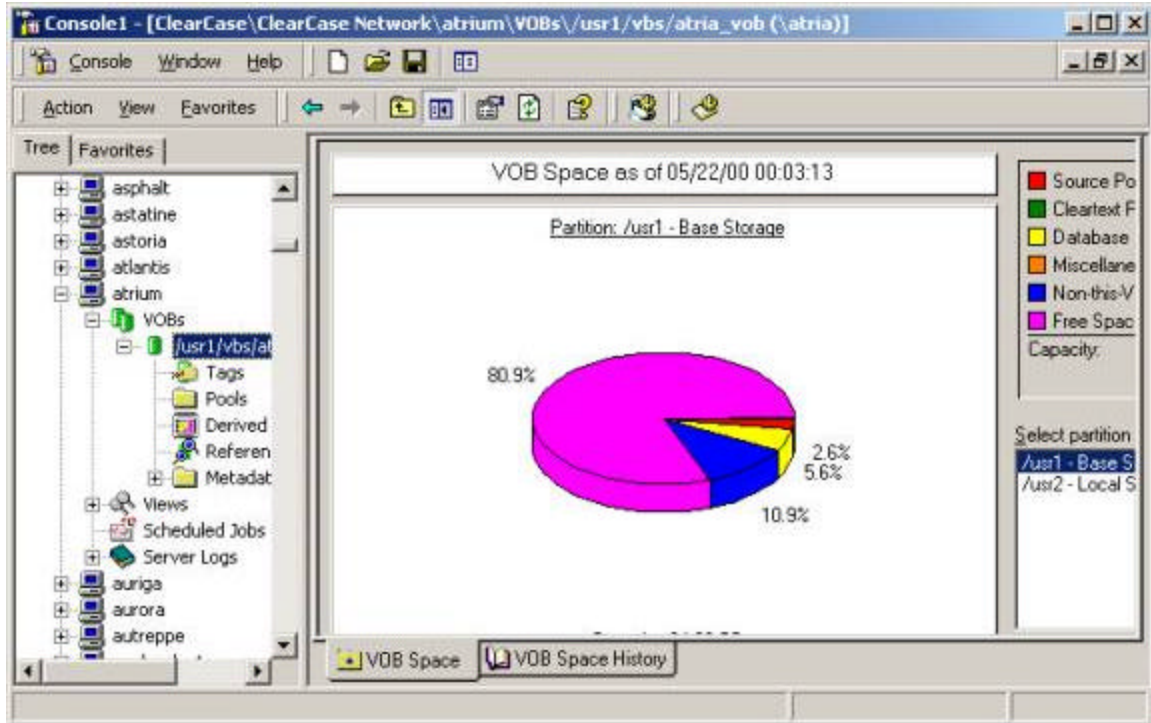 Console1 - [ClearCase\ClearCase Network\atrium\VOBs\/usr1/vbs/atria_vob (\atria)]
Console Window Help
Action View Favorites
Tree Favorites
asphalt
astatine
astoria
atlantis
atrium
VOBs
/usr1/vbs/at
Tags
Pools
Derived
Referen
Metadat
Views
Scheduled Jobs
Server Logs
auriga
aurora
autreppe
VOB Space as of 05/22/00 00:03:13
Partition: /usr1 - Base Storage
80.9%
2.6%
5.6%
10.9%
Source Po
Cleartext F
Database
Miscellane
Non-this-V
Free Spac
Capacity:
Select partition
/usr1 - Base S
/usr2 - Local S
VOB Space VOB Space History